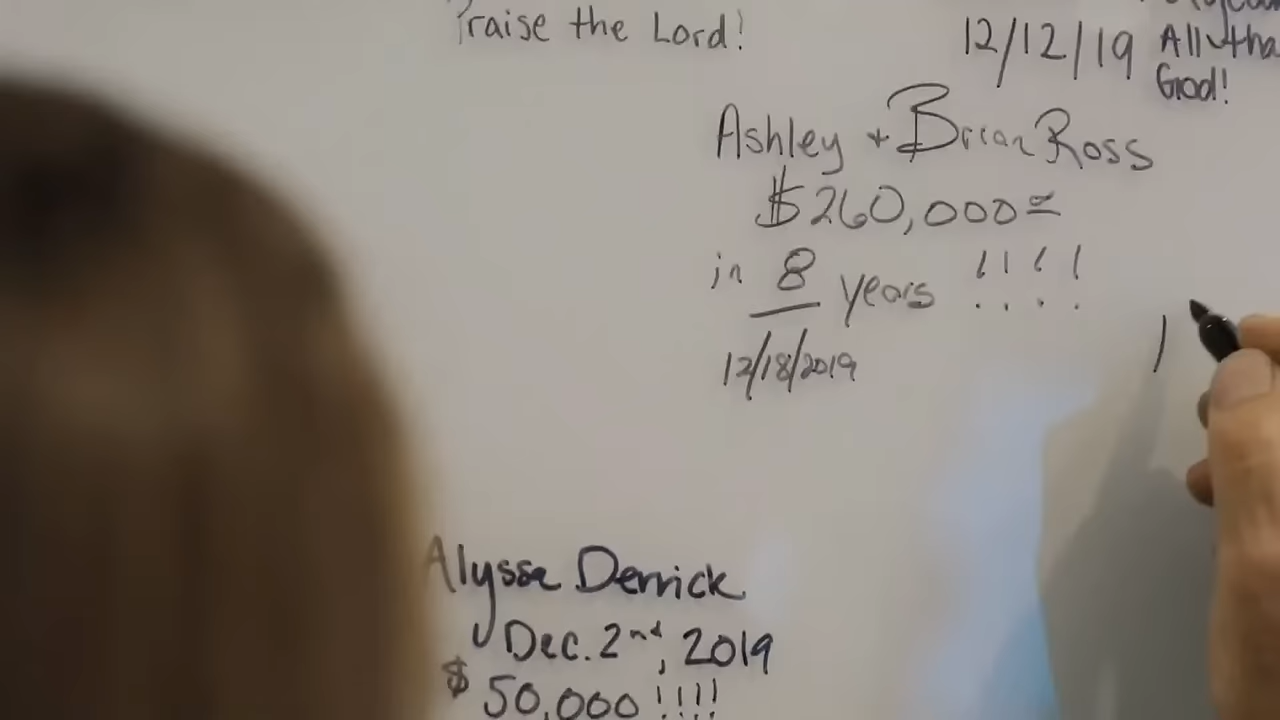 Praise the Lord!
12/12/19
All
God!
Ashley + Brian Ross
$260,000=
in 8 years !!!!
12/18/2019
Alyssa Derrick
Dec. 2nd, 2019
$50,000!!!!